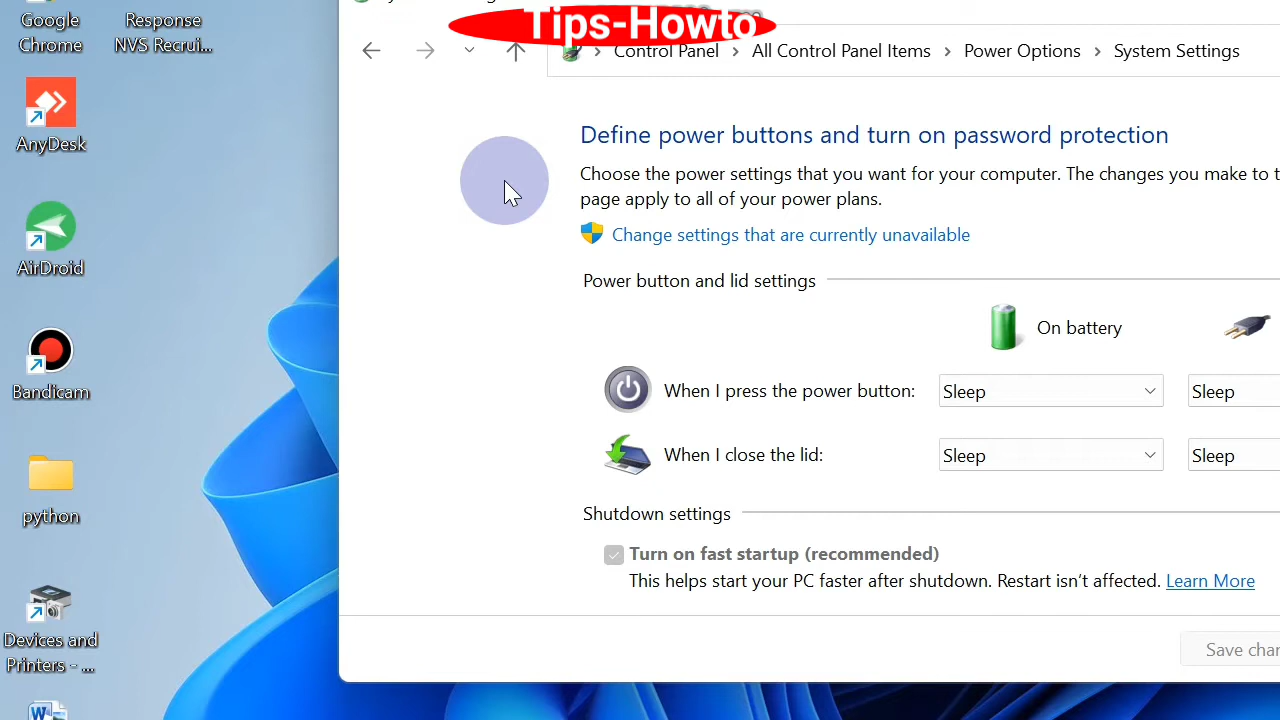 Google
Chrome
Response
NVS Recrui...
AnyDesk
AirDroid
Bandicam
python
Devices and
Printers - ...
Tips-Howto
Control Panel > All Control Panel Items > Power Options > System Settings
Define power buttons and turn on password protection
Choose the power settings that you want for your computer. The changes you make to t
page apply to all of your power plans.
Change settings that are currently unavailable
Power button and lid settings
On battery
When I press the power button: Sleep Sleep
When I close the lid: Sleep Sleep
Shutdown settings
Turn on fast startup (recommended)
This helps start your PC faster after shutdown. Restart isn't affected. Learn More
Save char